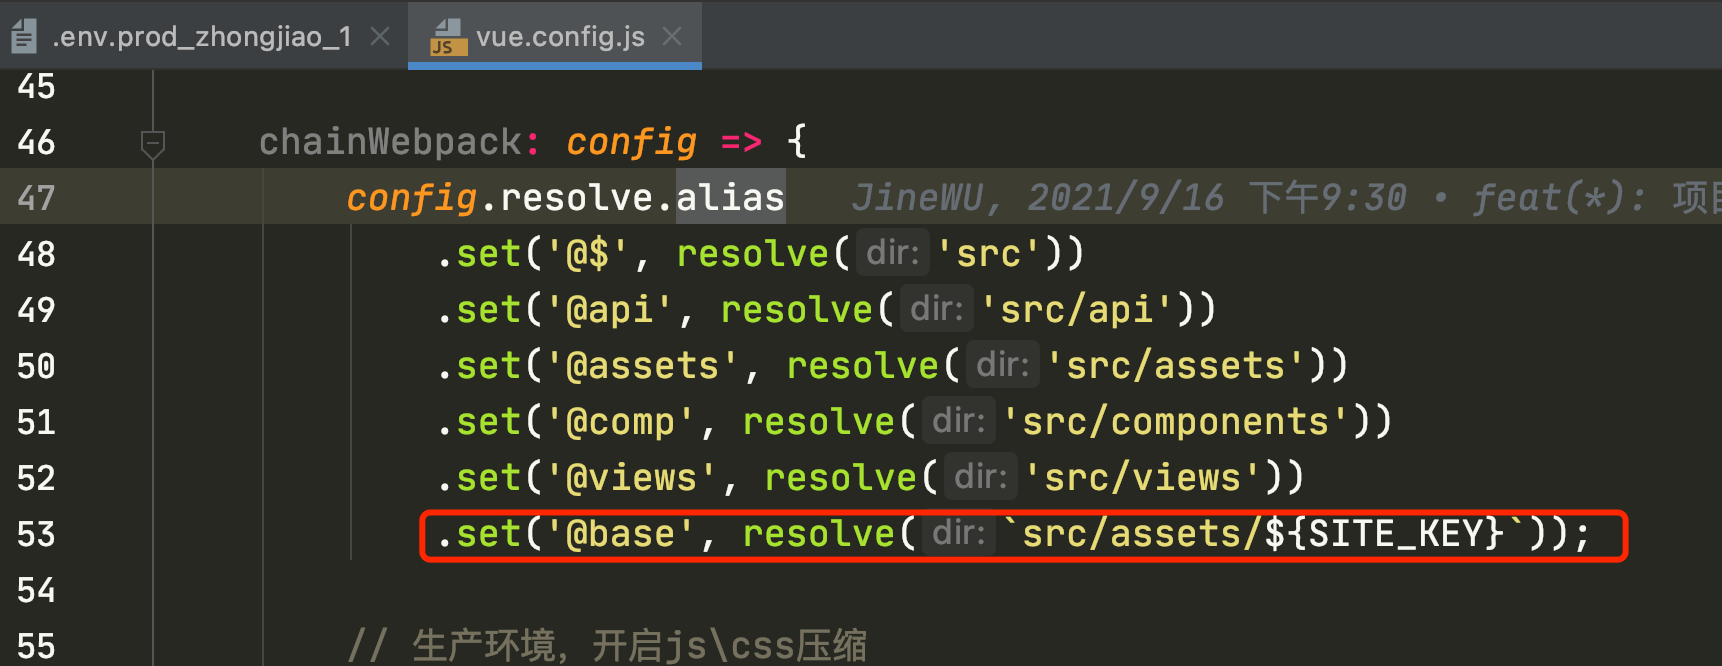 .env.prod_zhongjiao_1 vue.config.js
45
46 chainWebpack: config => {
47 config.resolve.alias JineWU, 2021/9/16 下午9:30 • feat(*): 项目
48 .set('@$', resolve( dir: 'src'))
49 .set('@api', resolve( dir: 'src/api'))
50 .set('@assets', resolve( dir: 'src/assets'))
51 .set('@comp', resolve( dir: 'src/components'))
52 .set('@views', resolve( dir: 'src/views'))
53 .set('@base', resolve( dir: `src/assets/${SITE_KEY}`));
54
55 // 生产环境，开启js\css压缩